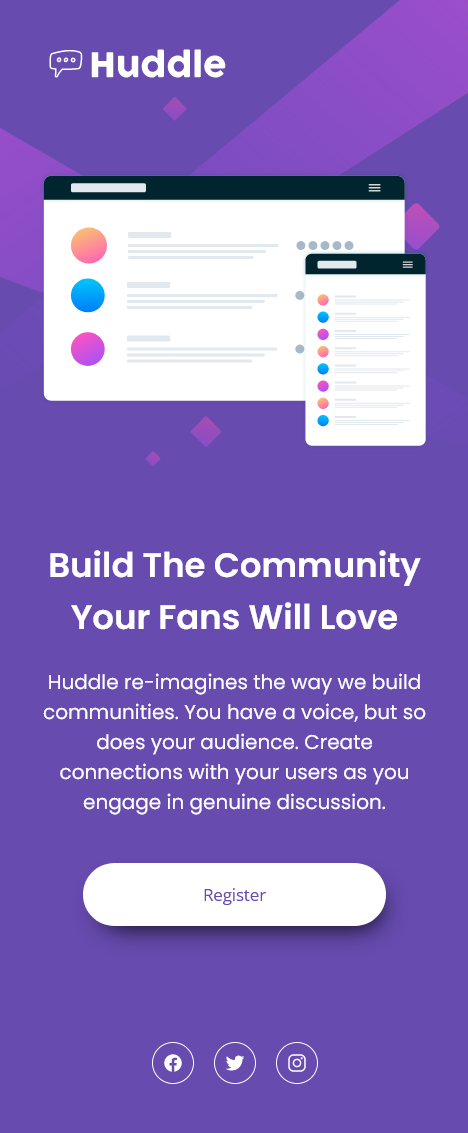 Huddle
Build The Community
Your Fans Will Love
Huddle re-imagines the way we build
communities. You have a voice, but so
does your audience. Create
connections with your users as you
engage in genuine discussion.
Register